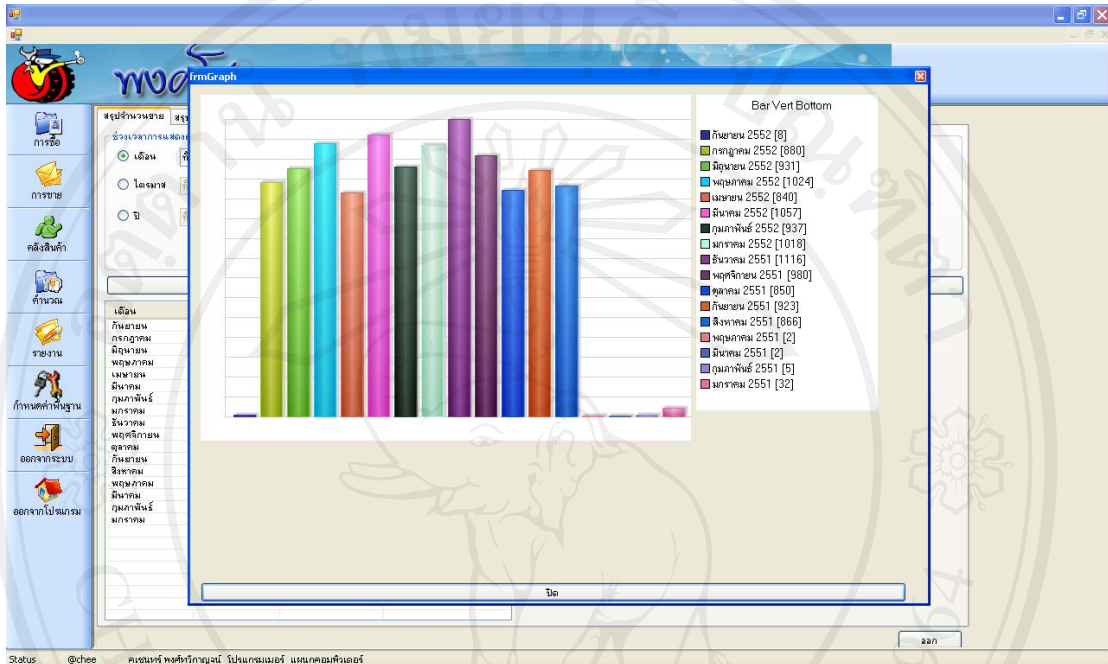 frmGraph
Bar Vert Bottom
กันยายน 2552 [8]
กรกฎาคม 2552 [880]
มิถุนายน 2552 [931]
พฤษภาคม 2552 [1024]
เมษายน 2552 [840]
มีนาคม 2552 [1057]
กุมภาพันธ์ 2552 [937]
มกราคม 2552 [1018]
ธันวาคม 2551 [1116]
พฤศจิกายน 2551 [980]
ตุลาคม 2551 [850]
กันยายน 2551 [923]
สิงหาคม 2551 [866]
พฤษภาคม 2551 [2]
มีนาคม 2551 [2]
กุมภาพันธ์ 2551 [5]
มกราคม 2551 [32]
ปิด
การซื้อ
การขาย
คลังสินค้า
คำนวณ
รายงาน
กำหนดค่าพื้นฐาน
ออกจากระบบ
ออกจากโปรแกรม
สรุปจำนวนขาย
เดือน
ไตรมาส
ปี
เดือน
กันยายน
กรกฎาคม
มิถุนายน
พฤษภาคม
เมษายน
มีนาคม
กุมภาพันธ์
มกราคม
ธันวาคม
พฤศจิกายน
ตุลาคม
กันยายน
สิงหาคม
พฤษภาคม
มีนาคม
กุมภาพันธ์
มกราคม
ออก
Status @chee คเชนทร์ พงศ์ทวีกาญจน์ โปรแกรมเมอร์ แผนกคอมพิวเตอร์